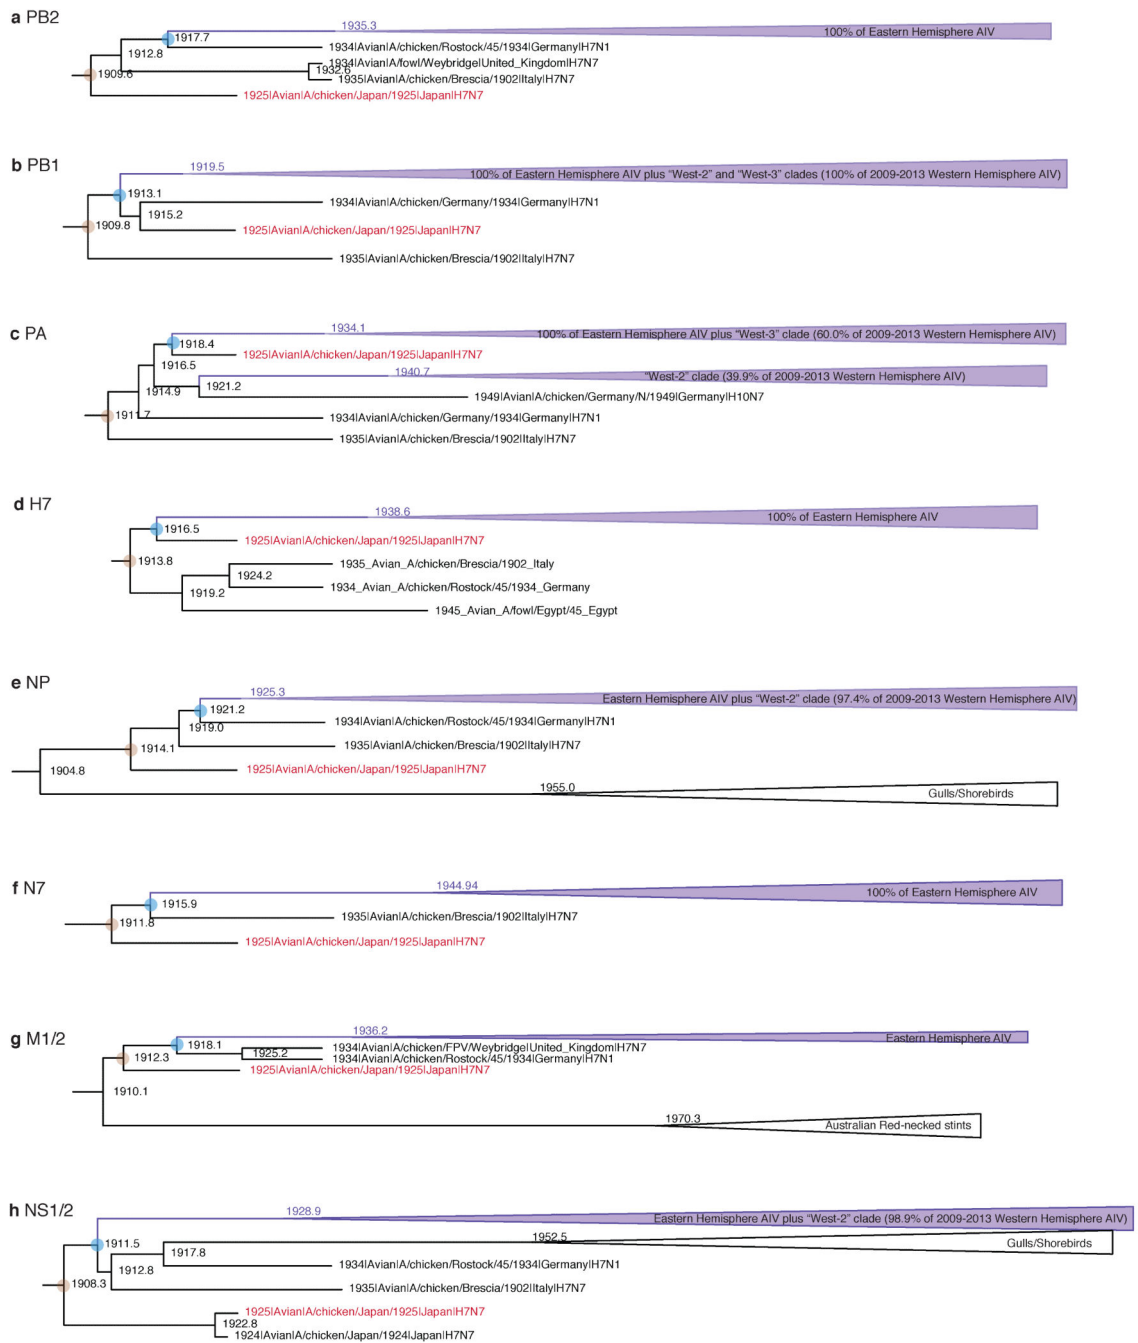 a PB2
1935.3
100% of Eastern Hemisphere AIV
1917.7
1934|Avian|A/chicken/Rostock/45/1934|Germany|H7N1
1912.8
1934|Avian|A/fowl/Weybridge|United_Kingdom|H7N7
1932.6
1909.6
1935|Avian|A/chicken/Brescia/1902|Italy|H7N7
1925|Avian|A/chicken/Japan/1925|Japan|H7N7
b PB1
1919.5
100% of Eastern Hemisphere AIV plus “West-2” and “West-3” clades (100% of 2009-2013 Western Hemisphere AIV)
1913.1
1934|Avian|A/chicken/Germany/1934|Germany|H7N1
1915.2
1909.8
1925|Avian|A/chicken/Japan/1925|Japan|H7N7
1935|Avian|A/chicken/Brescia/1902|Italy|H7N7
c PA
1934.1
100% of Eastern Hemisphere AIV plus “West-3” clade (60.0% of 2009-2013 Western Hemisphere AIV)
1918.4
1925|Avian|A/chicken/Japan/1925|Japan|H7N7
1916.5
1940.7
“West-2” clade (39.9% of 2009-2013 Western Hemisphere AIV)
1914.9
1921.2
1949|Avian|A/chicken/Germany/N/1949|Germany|H10N7
1911.7
1934|Avian|A/chicken/Germany/1934|Germany|H7N1
1935|Avian|A/chicken/Brescia/1902|Italy|H7N7
d H7
1938.6
100% of Eastern Hemisphere AIV
1916.5
1925|Avian|A/chicken/Japan/1925|Japan|H7N7
1913.8
1935_Avian_A/chicken/Brescia/1902_Italy
1924.2
1919.2
1934_Avian_A/chicken/Rostock/45/1934_Germany
1945_Avian_A/fowl/Egypt/45_Egypt
e NP
1925.3
Eastern Hemisphere AIV plus “West-2” clade (97.4% of 2009-2013 Western Hemisphere AIV)
1921.2
1934|Avian|A/chicken/Rostock/45/1934|Germany|H7N1
1919.0
1914.1
1935|Avian|A/chicken/Brescia/1902|Italy|H7N7
1904.8
1925|Avian|A/chicken/Japan/1925|Japan|H7N7
1955.0
Gulls/Shorebirds
f N7
1944.94
100% of Eastern Hemisphere AIV
1915.9
1935|Avian|A/chicken/Brescia/1902|Italy|H7N7
1911.8
1925|Avian|A/chicken/Japan/1925|Japan|H7N7
g M1/2
1936.2
Eastern Hemisphere AIV
1918.1
1934|Avian|A/chicken/FPV/Weybridge|United_Kingdom|H7N7
1912.3
1925.2
1934|Avian|A/chicken/Rostock/45/1934|Germany|H7N1
1925|Avian|A/chicken/Japan/1925|Japan|H7N7
1910.1
1970.3
Australian Red-necked stints
h NS1/2
1928.9
Eastern Hemisphere AIV plus “West-2” clade (98.9% of 2009-2013 Western Hemisphere AIV)
1952.5
Gulls/Shorebirds
1911.5
1917.8
1934|Avian|A/chicken/Rostock/45/1934|Germany|H7N1
1912.8
1908.3
1935|Avian|A/chicken/Brescia/1902|Italy|H7N7
1925|Avian|A/chicken/Japan/1925|Japan|H7N7
1922.8
1924|Avian|A/chicken/Japan/1924|Japan|H7N7